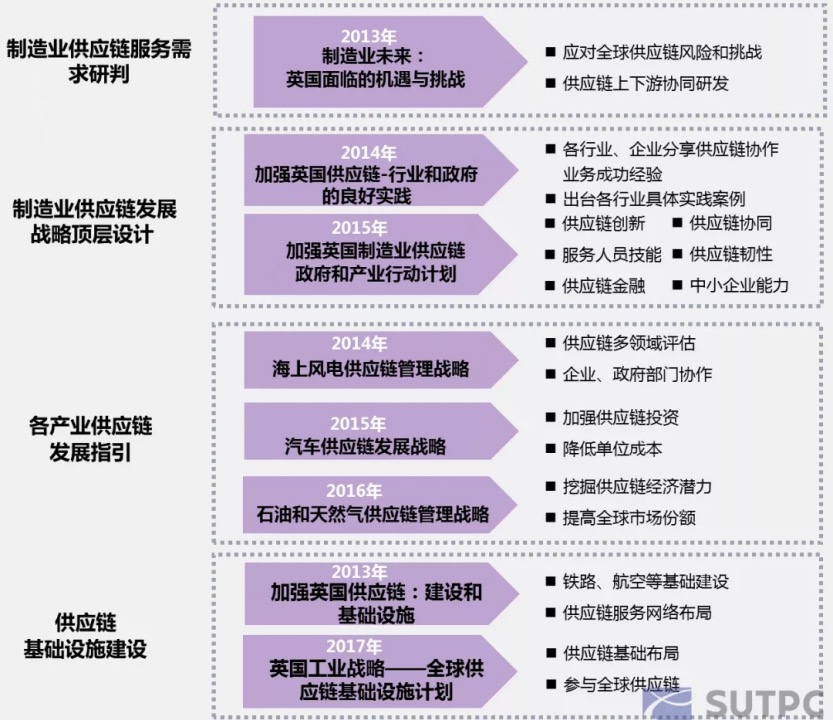 制造业供应链服务需
求研判
2013年
制造业未来：
英国面临的机遇与挑战
■ 应对全球供应链风险和挑战
■ 供应链上下游协同研发
制造业供应链发展
战略顶层设计
2014年
加强英国供应链-行业和政府
的良好实践
■ 各行业、企业分享供应链协作
业务成功经验
■ 出台各行业具体实践案例
2015年
加强英国制造业供应链
政府和产业行动计划
■ 供应链创新 ■ 供应链协同
■ 服务人员技能 ■ 供应链韧性
■ 供应链金融 ■ 中小企业能力
各产业供应链
发展指引
2014年
海上风电供应链管理战略
■ 供应链多领域评估
■ 企业、政府部门协作
2015年
汽车供应链发展战略
■ 加强供应链投资
■ 降低单位成本
2016年
石油和天然气供应链管理战略
■ 挖掘供应链经济潜力
■ 提高全球市场份额
供应链
基础设施建设
2013年
加强英国供应链：建设和
基础设施
■ 铁路、航空等基础建设
■ 供应链服务网络布局
2017年
英国工业战略——全球供
应链基础设施计划
■ 供应链基础布局
■ 参与全球供应链
SUTPC